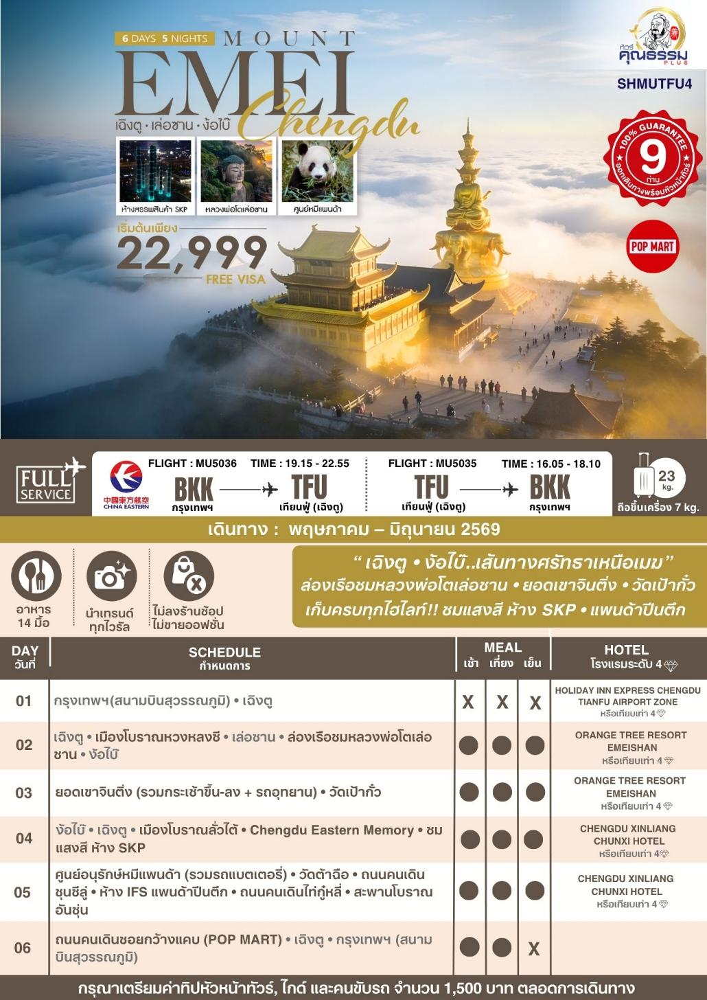 6 DAYS 5 NIGHTS MOUNT
EMEI
Chengdu
เฉิงตู • เล่อซาน • ง้อไบ๊
ห้างสรรพสินค้า SKP
หลวงพ่อโตเล่อซาน
ศูนย์หมีแพนด้า
เริ่มต้นเพียง
22,999
FREE VISA
ทัวร์
คุณธรรม
PLUS
SHMUTFU4
100% GUARANTEE
9
ท่าน
ออกเดินทางพร้อมหัวหน้าทัวร์
POP MART
FULL
SERVICE
中國東方航空
CHINA EASTERN
FLIGHT : MU5036 TIME : 19.15 - 22.55
BKK TFU
กรุงเทพฯ เทียนฟู่ (เฉิงตู)
FLIGHT : MU5035 TIME : 16.05 - 18.10
TFU BKK
เทียนฟู่ (เฉิงตู) กรุงเทพฯ
23
kg.
ถือขึ้นเครื่อง 7 kg.
เดินทาง : พฤษภาคม – มิถุนายน 2569
อาหาร
14 มื้อ
นำเทรนด์
ทุกไวรัล
ไม่ลงร้านช้อป
ไม่ขายออฟชั่น
“ เฉิงตู • ง้อไบ๊..เส้นทางศรัทธาเหนือเมฆ”
ล่องเรือชมหลวงพ่อโตเล่อซาน • ยอดเขาจินติ่ง • วัดเป้ากั๋ว
เก็บครบทุกไฮไลท์!! ชมแสงสี ห้าง SKP • แพนด้าปีนตึก
DAY SCHEDULE MEAL HOTEL
วันที่ กำหนดการ เช้า เที่ยง เย็น โรงแรมระดับ 4
01 กรุงเทพฯ(สนามบินสุวรรณภูมิ) • เฉิงตู X X X
HOLIDAY INN EXPRESS CHENGDU
TIANFU AIRPORT ZONE
หรือเทียบเท่า 4
02 เฉิงตู • เมืองโบราณหวงหลงซี • เล่อซาน • ล่องเรือชมหลวงพ่อโตเล่อ
ซาน • ง้อไบ๊
ORANGE TREE RESORT
EMEISHAN
หรือเทียบเท่า 4
03 ยอดเขาจินติ่ง (รวมกระเช้าขึ้น-ลง + รถอุทยาน) • วัดเป้ากั๋ว
ORANGE TREE RESORT
EMEISHAN
หรือเทียบเท่า 4
04 ง้อไบ๊ • เฉิงตู • เมืองโบราณลั่วไต้ • Chengdu Eastern Memory • ชม
แสงสี ห้าง SKP
CHENGDU XINLIANG
CHUNXI HOTEL
หรือเทียบเท่า 4
05 ศูนย์อนุรักษ์หมีแพนด้า (รวมรถแบตเตอรี่) • วัดต้าฉือ • ถนนคนเดิน
ชุนซีลู่ • ห้าง IFS แพนด้าปีนตึก • ถนนคนเดินไท่กู๋หลี่ • สะพานโบราณ
อันชุ่น
CHENGDU XINLIANG
CHUNXI HOTEL
หรือเทียบเท่า 4
06 ถนนคนเดินซอยกว้างแคบ (POP MART) • เฉิงตู • กรุงเทพฯ (สนาม
บินสุวรรณภูมิ) X
กรุณาเตรียมค่าทิปหัวหน้าทัวร์, ไกด์ และคนขับรถ จำนวน 1,500 บาท ตลอดการเดินทาง